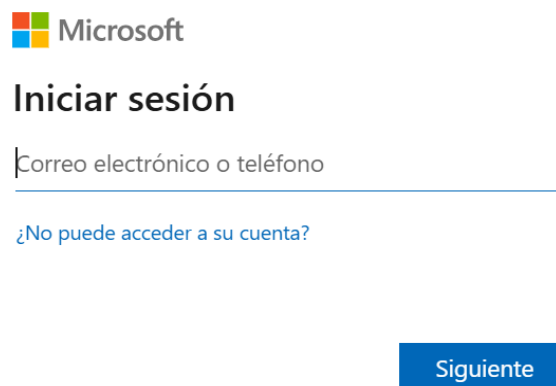 Microsoft
Iniciar sesión
Correo electrónico o teléfono
¿No puede acceder a su cuenta?
Siguiente